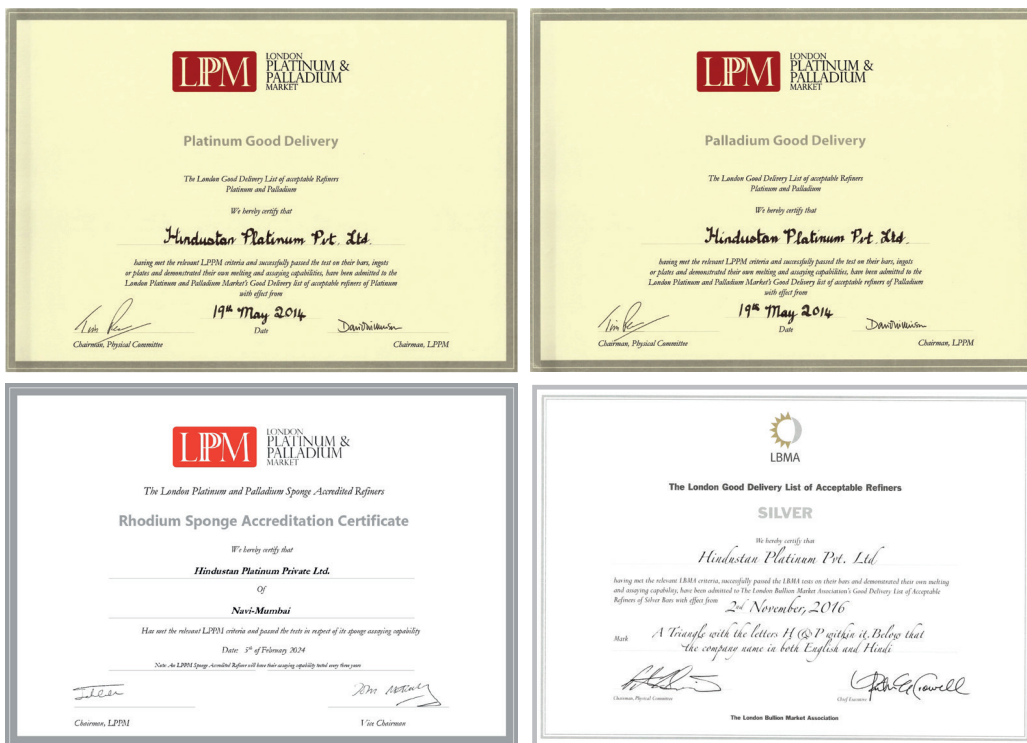 LPPM
LONDON
PLATINUM &
PALLADIUM
MARKET
Platinum Good Delivery
The London Good Delivery List of acceptable Refiners
Platinum and Palladium
We hereby certify that
Hindustan Platinum Pvt. Ltd.
having met the relevant LPPM criteria and successfully passed the test on their bars, ingots
or plates and demonstrated their own melting and assaying capabilities, have been admitted to the
London Platinum and Palladium Market's Good Delivery list of acceptable refiners of Platinum
with effect from
19th May 2014
Date
Chairman, Physical Committee
Chairman, LPPM
LPPM
LONDON
PLATINUM &
PALLADIUM
MARKET
Palladium Good Delivery
The London Good Delivery List of acceptable Refiners
Platinum and Palladium
We hereby certify that
Hindustan Platinum Pvt. Ltd.
having met the relevant LPPM criteria and successfully passed the test on their bars, ingots
or plates and demonstrated their own melting and assaying capabilities, have been admitted to the
London Platinum and Palladium Market's Good Delivery list of acceptable refiners of Palladium
with effect from
19th May 2014
Date
Chairman, Physical Committee
Chairman, LPPM
LPPM
LONDON
PLATINUM &
PALLADIUM
MARKET
The London Platinum and Palladium Sponge Accredited Refiners
Rhodium Sponge Accreditation Certificate
We hereby certify that
Hindustan Platinum Private Ltd.
Of
Navi-Mumbai
Has met the relevant LPPM criteria and passed the tests in respect of its sponge assaying capability
Date: 5th of February 2024
Note: An LPPM Sponge Accredited Refiner will have their assaying capability tested every three years
Chairman, LPPM
Vice Chairman
LBMA
The London Good Delivery List of Acceptable Refiners
SILVER
We hereby certify that
Hindustan Platinum Pvt. Ltd
having met the relevant LBMA criteria, successfully passed the LBMA tests on their bars and demonstrated their own melting
and assaying capability, have been admitted to The London Bullion Market Association's Good Delivery List of Acceptable
Refiners of Silver Bars with effect from 2nd November, 2016
Mark A Triangle with the letters H @ P within it. Below that
the company name in both English and Hindi
Chairman, Physical Committee
Chief Executive
The London Bullion Market Association